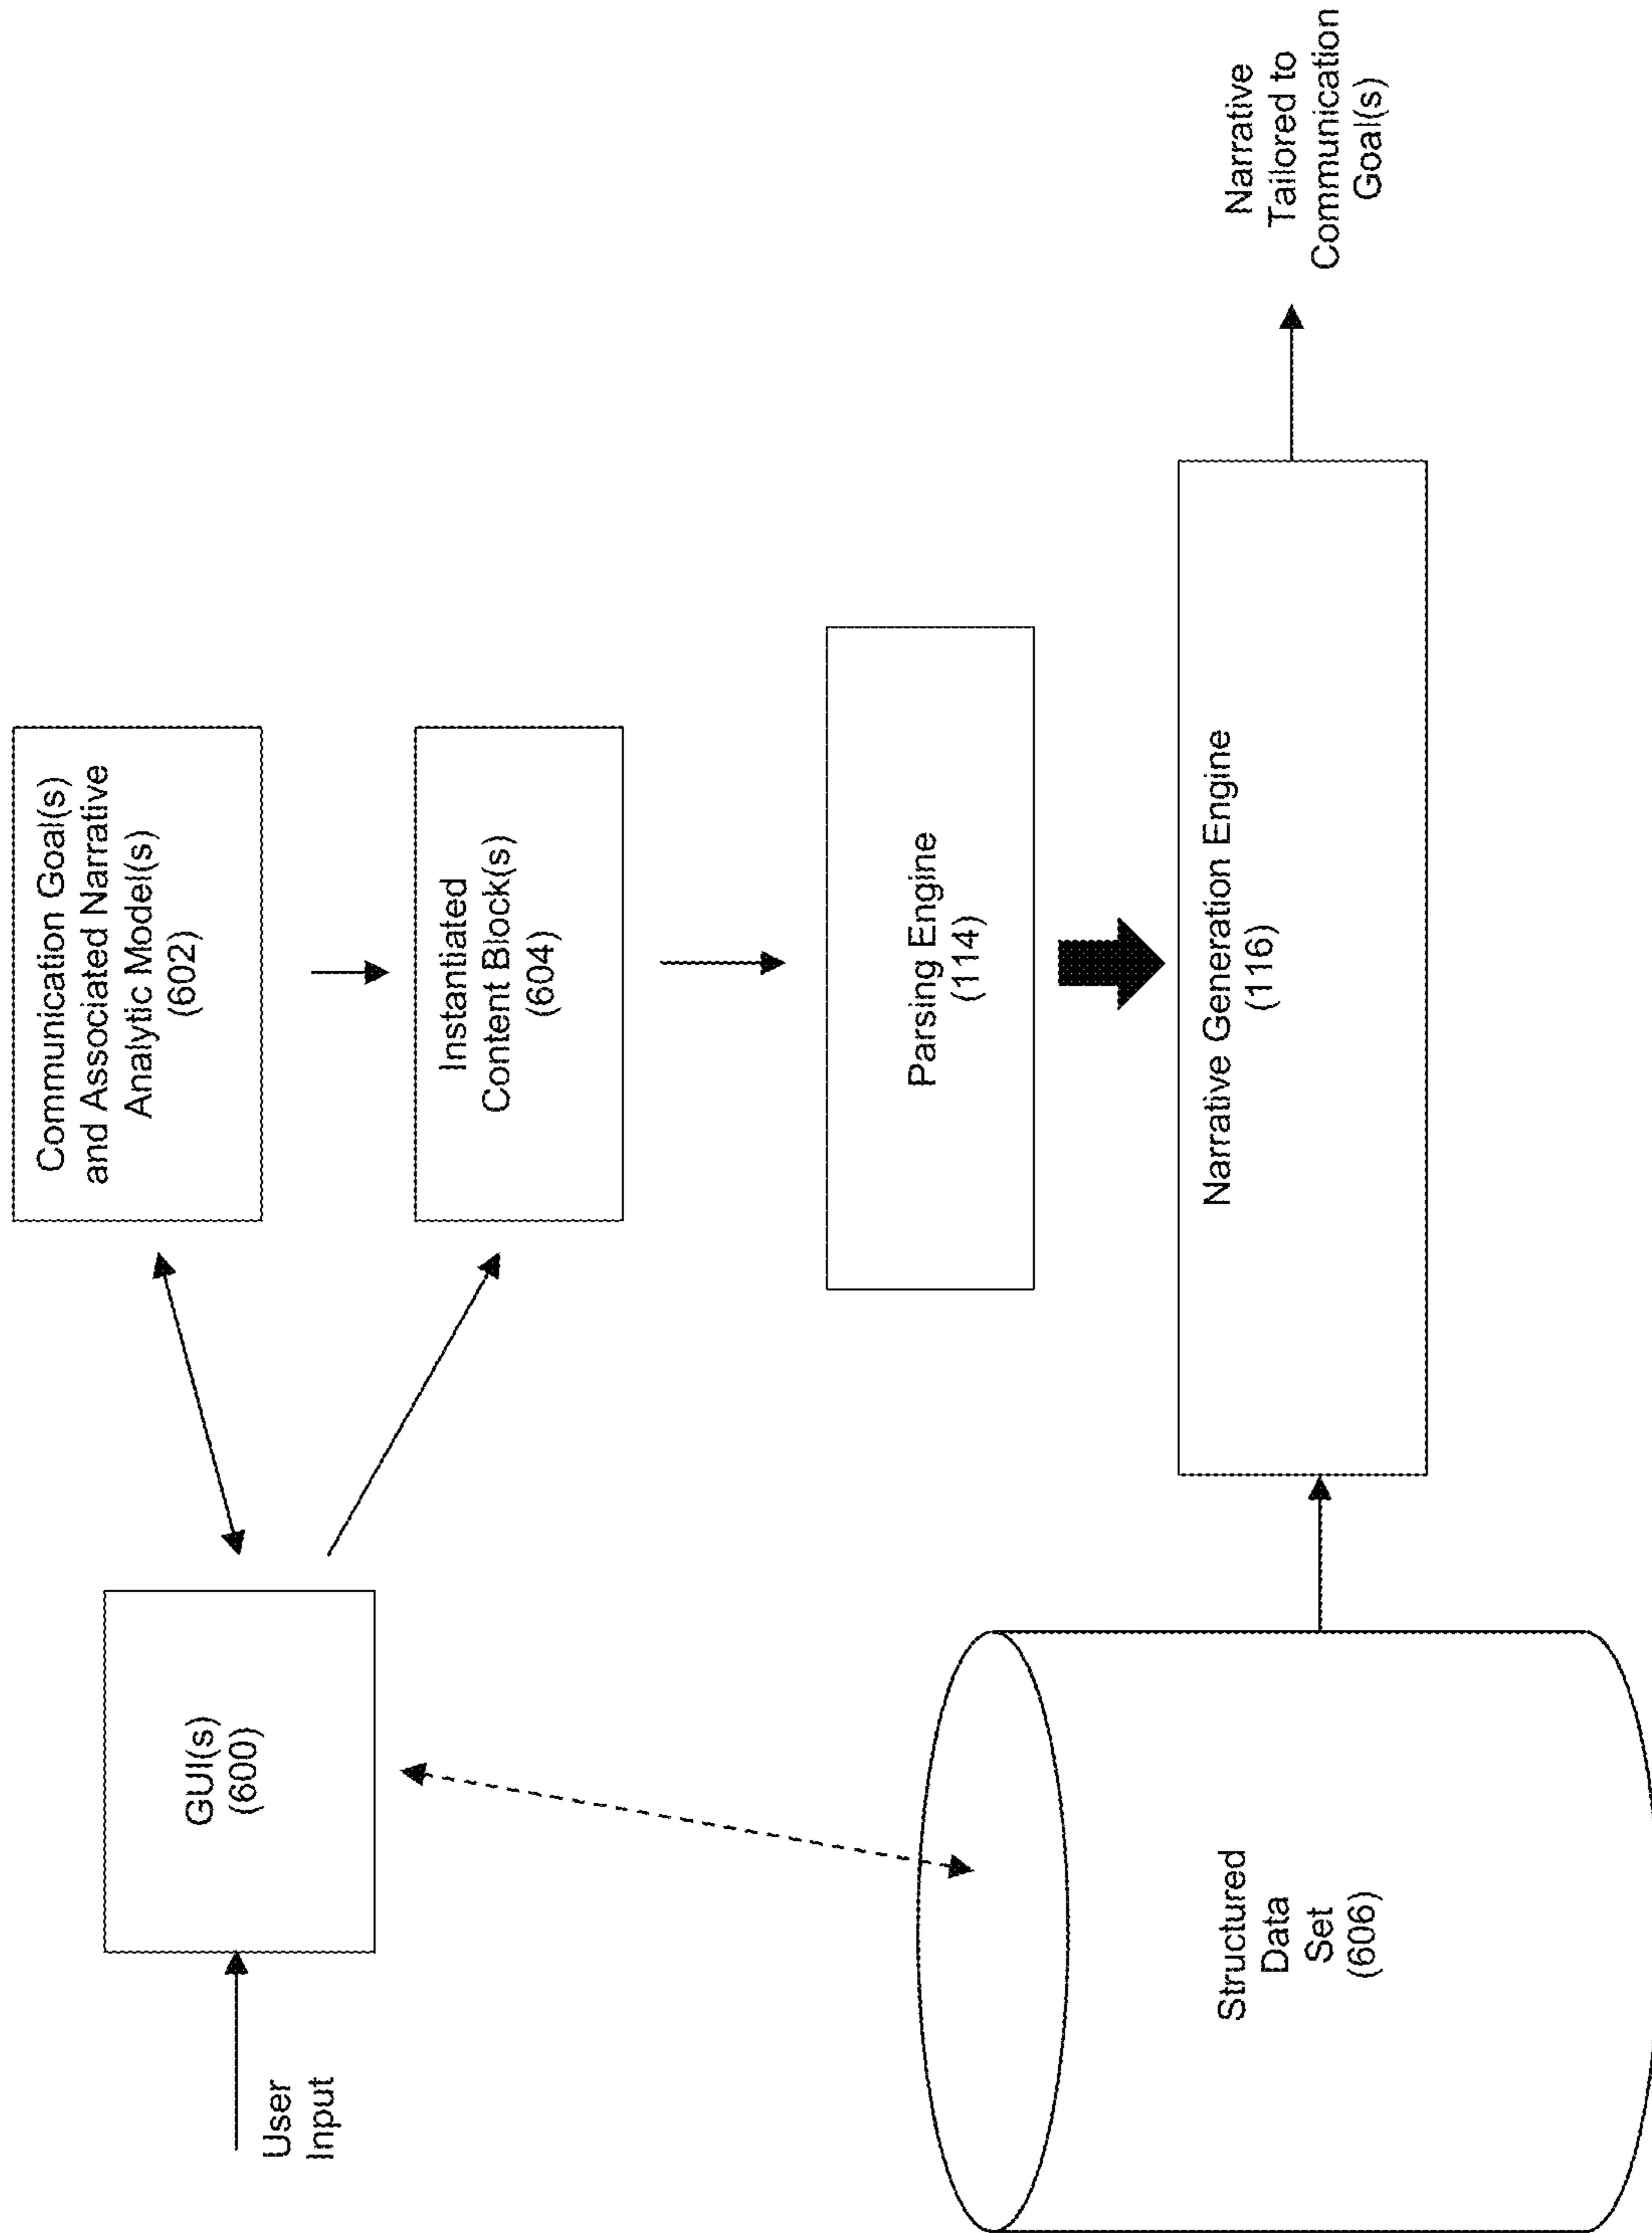 User
Input
GUI(s)
(600)
Communication Goal(s)
and Associated Narrative
Analytic Model(s)
(602)
Instantiated
Content Block(s)
(604)
Parsing Engine
(114)
Structured
Data
Set
(606)
Narrative Generation Engine
(116)
Narrative
Tailored to
Communication
Goal(s)